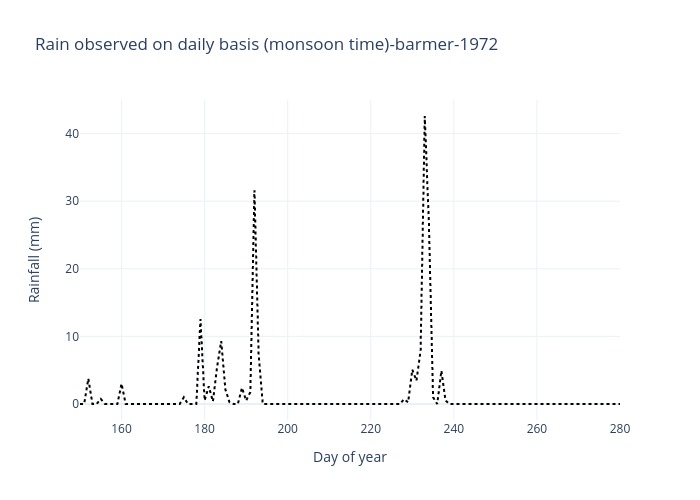 Rain observed on daily basis (monsoon time)-barmer-1972
Rainfall (mm)
40
30
20
10
0
160 180 200 220 240 260 280
Day of year